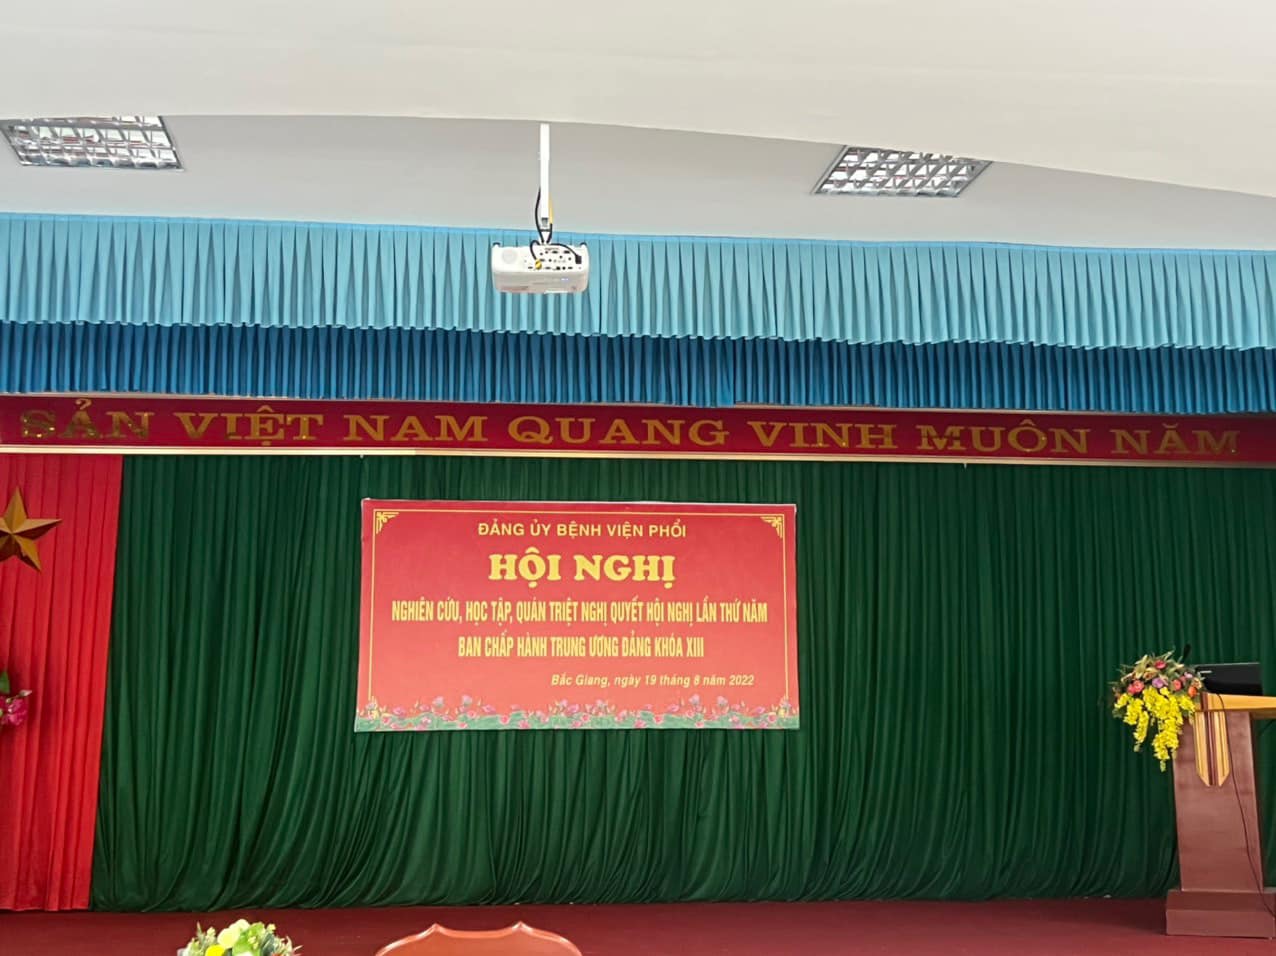 SẢN VIỆT NAM QUANG VINH MUÔN NĂM
ĐẢNG ỦY BỆNH VIỆN PHỔI
HỘI NGHỊ
NGHIÊN CỨU, HỌC TẬP, QUÁN TRIỆT NGHỊ QUYẾT HỘI NGHỊ LẦN THỨ NĂM
BAN CHẤP HÀNH TRUNG ƯƠNG ĐẢNG KHÓA XIII
Bắc Giang, ngày 19 tháng 8 năm 2022